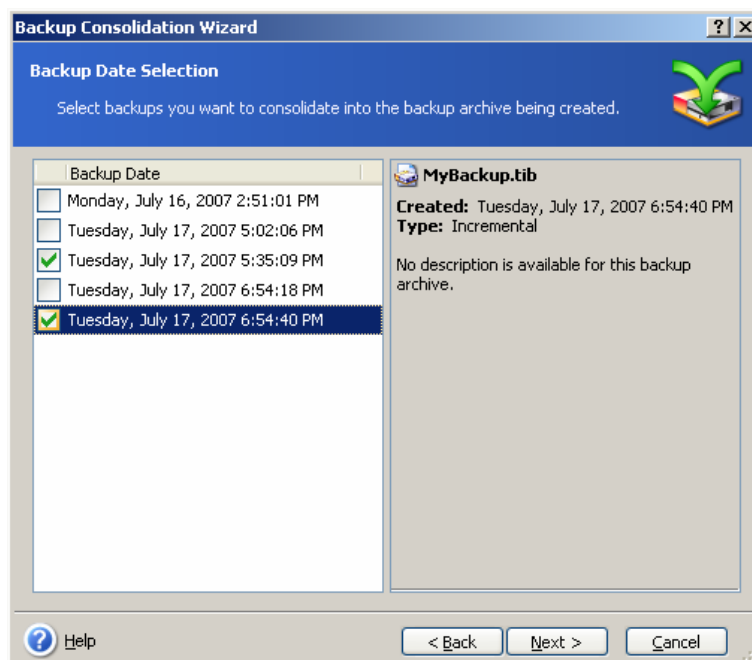 Backup Consolidation Wizard
Backup Date Selection
Select backups you want to consolidate into the backup archive being created.
Backup Date
Monday, July 16, 2007 2:51:01 PM
Tuesday, July 17, 2007 5:02:06 PM
Tuesday, July 17, 2007 5:35:09 PM
Tuesday, July 17, 2007 6:54:18 PM
Tuesday, July 17, 2007 6:54:40 PM
MyBackup.tib
Created: Tuesday, July 17, 2007 6:54:40 PM
Type: Incremental
No description is available for this backup
archive.
Help
< Back
Next >
Cancel